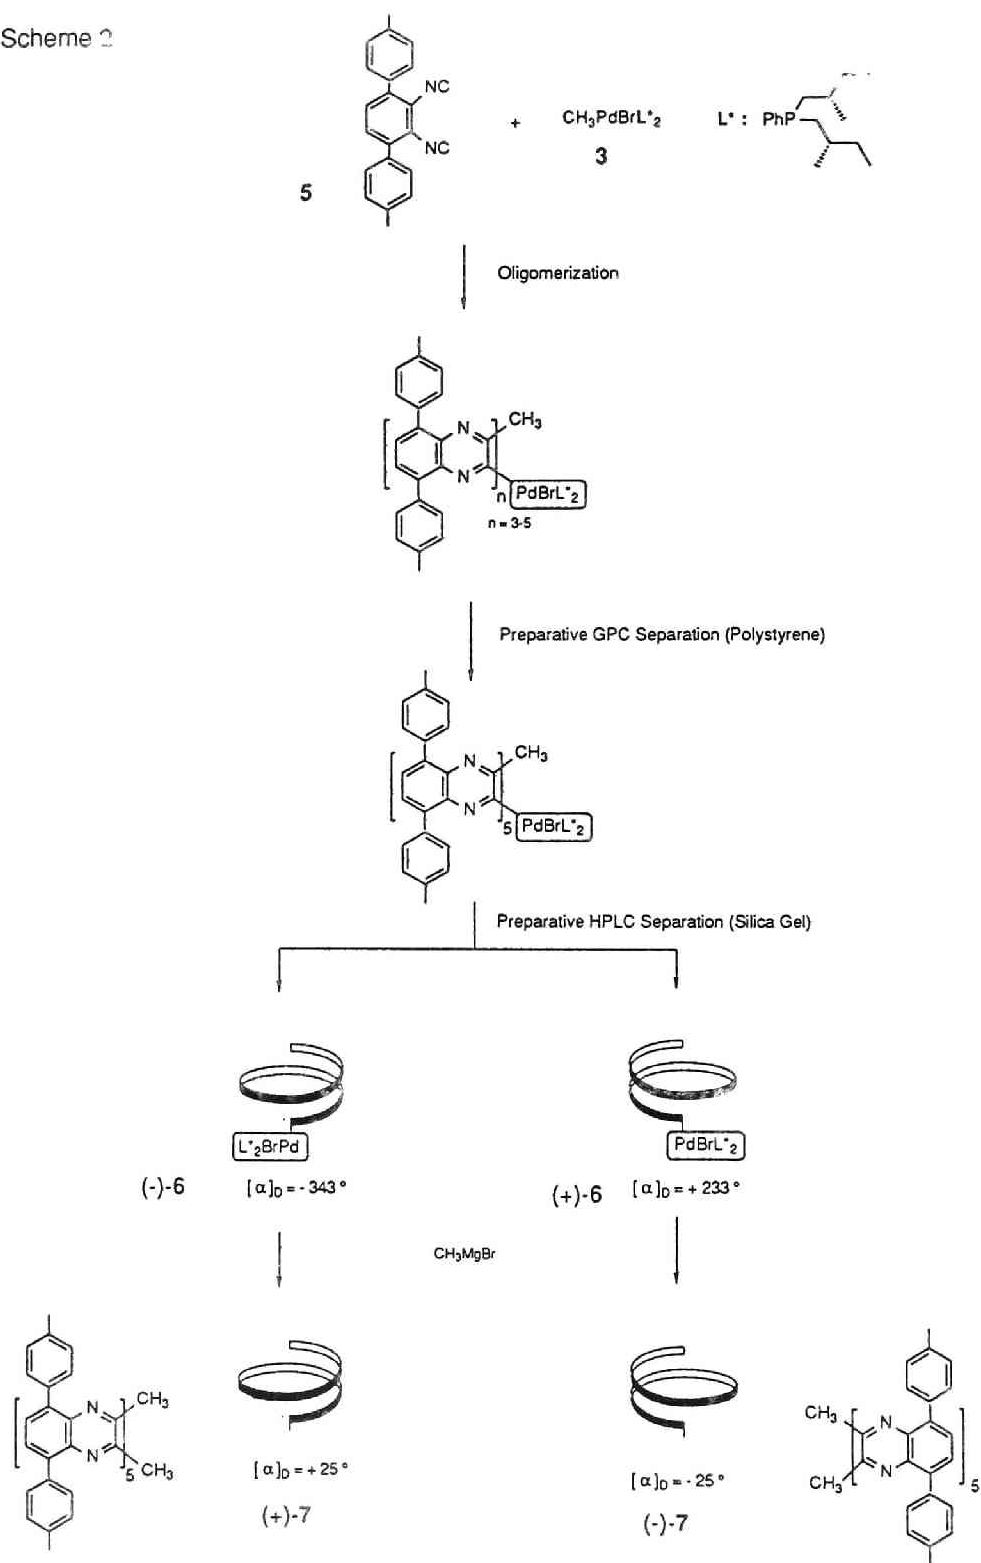 Scheme 2
NC
NC
5
+
CH₃PdBrL*₂
3
L* :
PhP
Oligomerization
N
N
CH₃
n
PdBrL*₂
n = 3-5
Preparative GPC Separation (Polystyrene)
N
N
CH₃
5
PdBrL*₂
Preparative HPLC Separation (Silica Gel)
L*₂BrPd
PdBrL*₂
(-)-6
[α]D = - 343 °
(+)-6
[α]D = + 233 °
CH₃MgBr
N
N
CH₃
CH₃
5
[α]D = + 25 °
(+)-7
[α]D = - 25 °
(-)-7
CH₃
CH₃
N
N
5